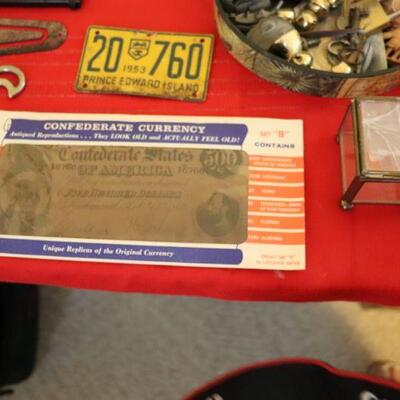 20 760
1953
PRINCE EDWARD ISLAND
CONFEDERATE CURRENCY
Antiqued Reproductions . . . They LOOK OLD and ACTUALLY FEEL OLD!
SET "B"
CONTAINS
Confederate States
500
OF AMERICA
FIVE HUNDRED DOLLARS
Unique Replicas of the Original Currency